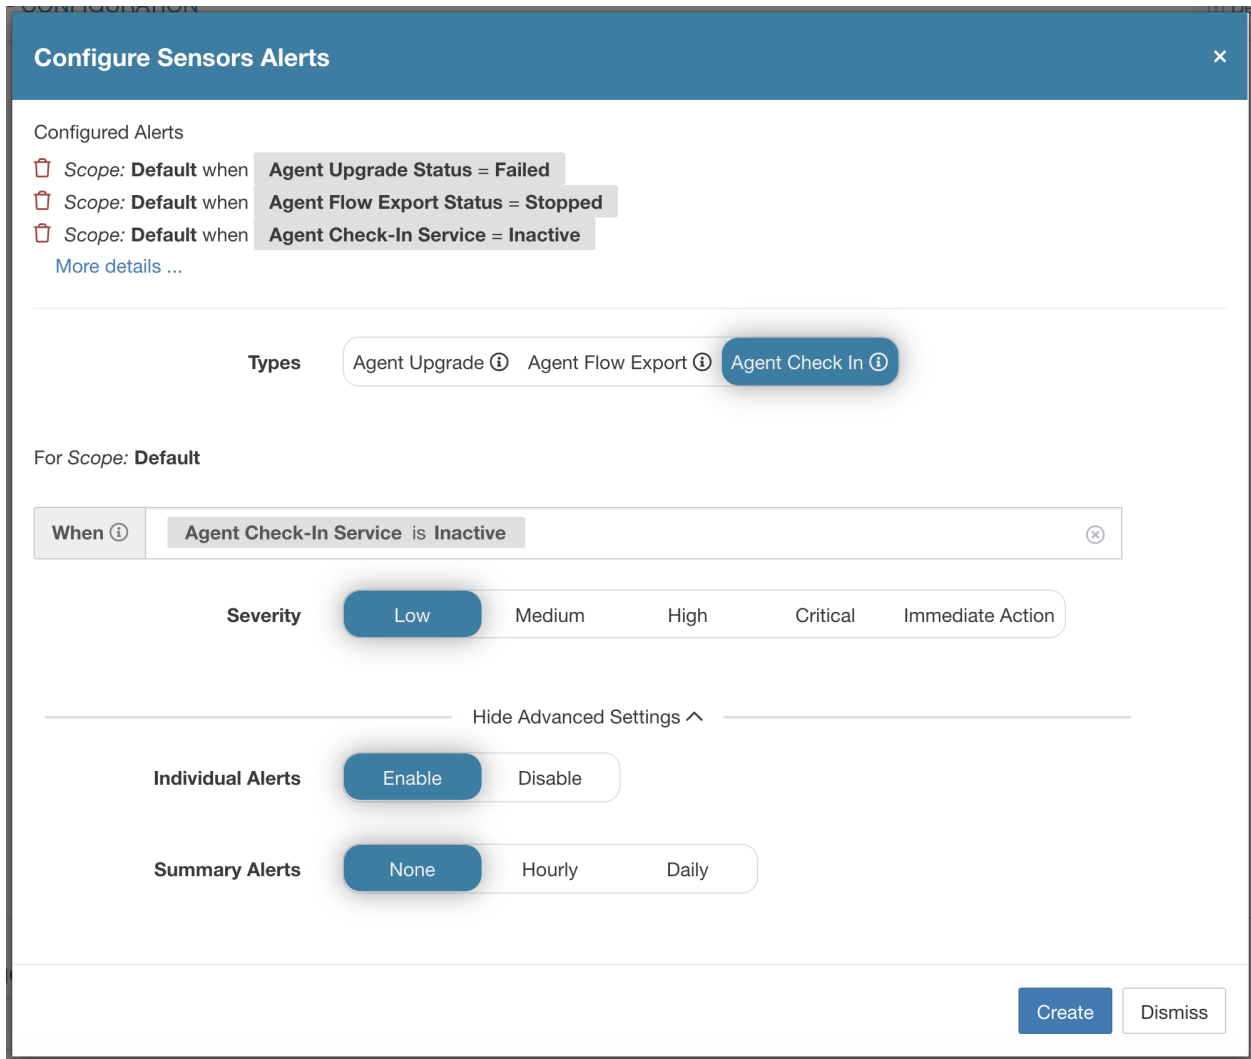 CONFIGURATION
Configure Sensors Alerts ×
Configured Alerts
Scope: Default when Agent Upgrade Status = Failed
Scope: Default when Agent Flow Export Status = Stopped
Scope: Default when Agent Check-In Service = Inactive
More details ...
Types Agent Upgrade Agent Flow Export Agent Check In
For Scope: Default
When Agent Check-In Service is Inactive
Severity Low Medium High Critical Immediate Action
Hide Advanced Settings
Individual Alerts Enable Disable
Summary Alerts None Hourly Daily
Create Dismiss